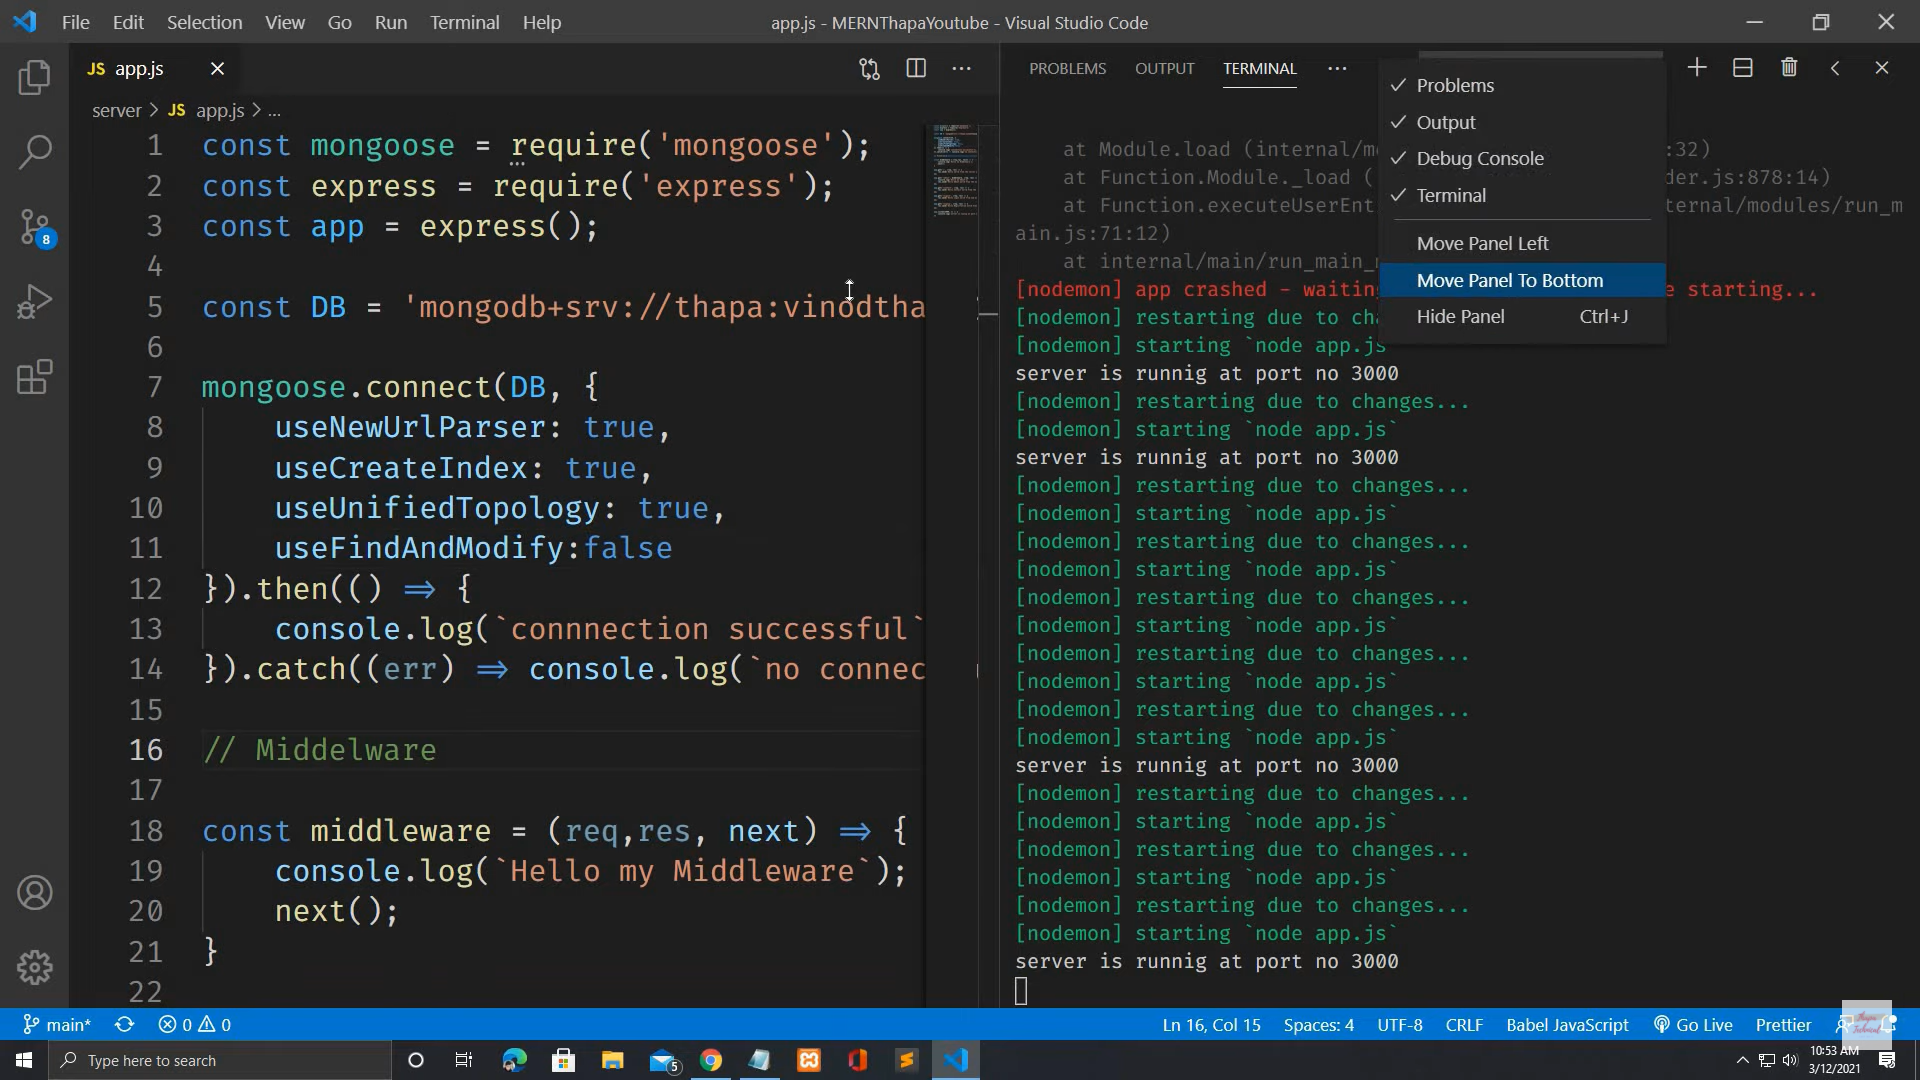 File Edit Selection View Go Run Terminal Help
app.js - MERNThapaYoutube - Visual Studio Code
JS app.js
server > JS app.js > ...
1 const mongoose = require('mongoose');
2 const express = require('express');
3 const app = express();
4
5 const DB = 'mongodb+srv://thapa:vinodtha
6
7 mongoose.connect(DB, {
8 useNewUrlParser: true,
9 useCreateIndex: true,
10 useUnifiedTopology: true,
11 useFindAndModify:false
12 }).then(() => {
13 console.log(`connnection successful`
14 }).catch((err) => console.log(`no connec
15
16 // Middelware
17
18 const middleware = (req,res, next) => {
19 console.log(`Hello my Middleware`);
20 next();
21 }
22
PROBLEMS OUTPUT TERMINAL ...
Problems
Output
Debug Console
Terminal
Move Panel Left
Move Panel To Bottom
Hide Panel Ctrl+J
at Module.load (internal/m :32)
at Function.Module._load ( der.js:878:14)
at Function.executeUserEnt ternal/modules/run_m
ain.js:71:12)
at internal/main/run_main_
[nodemon] app crashed - waitin e starting...
[nodemon] restarting due to ch
[nodemon] starting `node app.js`
server is runnig at port no 3000
[nodemon] restarting due to changes...
[nodemon] starting `node app.js`
server is runnig at port no 3000
[nodemon] restarting due to changes...
[nodemon] starting `node app.js`
[nodemon] restarting due to changes...
[nodemon] starting `node app.js`
[nodemon] restarting due to changes...
[nodemon] starting `node app.js`
[nodemon] restarting due to changes...
[nodemon] starting `node app.js`
[nodemon] restarting due to changes...
[nodemon] starting `node app.js`
server is runnig at port no 3000
[nodemon] restarting due to changes...
[nodemon] starting `node app.js`
[nodemon] restarting due to changes...
[nodemon] starting `node app.js`
[nodemon] restarting due to changes...
[nodemon] starting `node app.js`
server is runnig at port no 3000
8
main* 0 0 Ln 16, Col 15 Spaces: 4 UTF-8 CRLF Babel JavaScript Go Live Prettier
Type here to search
5
10:53 AM
3/12/2021